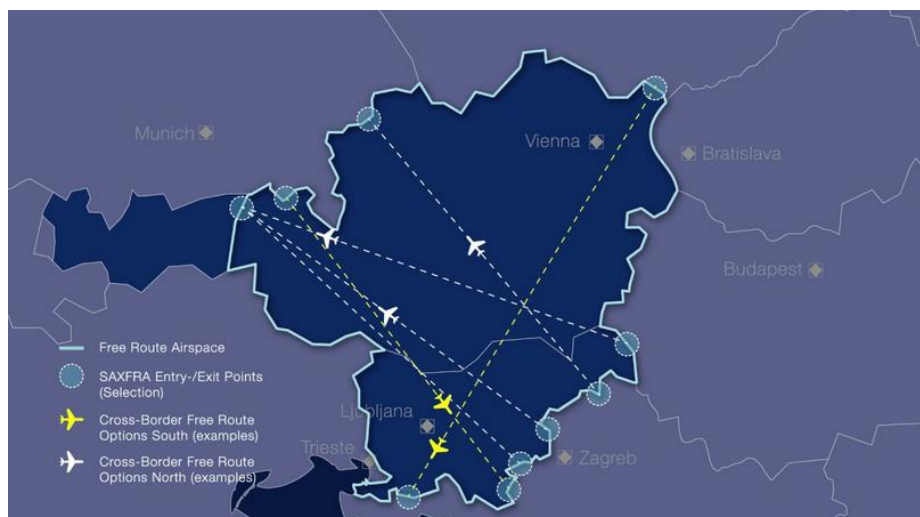 Munich
Vienna
Bratislava
Budapest
Free Route Airspace
SAXFRA Entry-/Exit Points
(Selection)
Cross-Border Free Route
Options South (examples)
Cross-Border Free Route
Options North (examples)
Ljubljana
Trieste
Zagreb